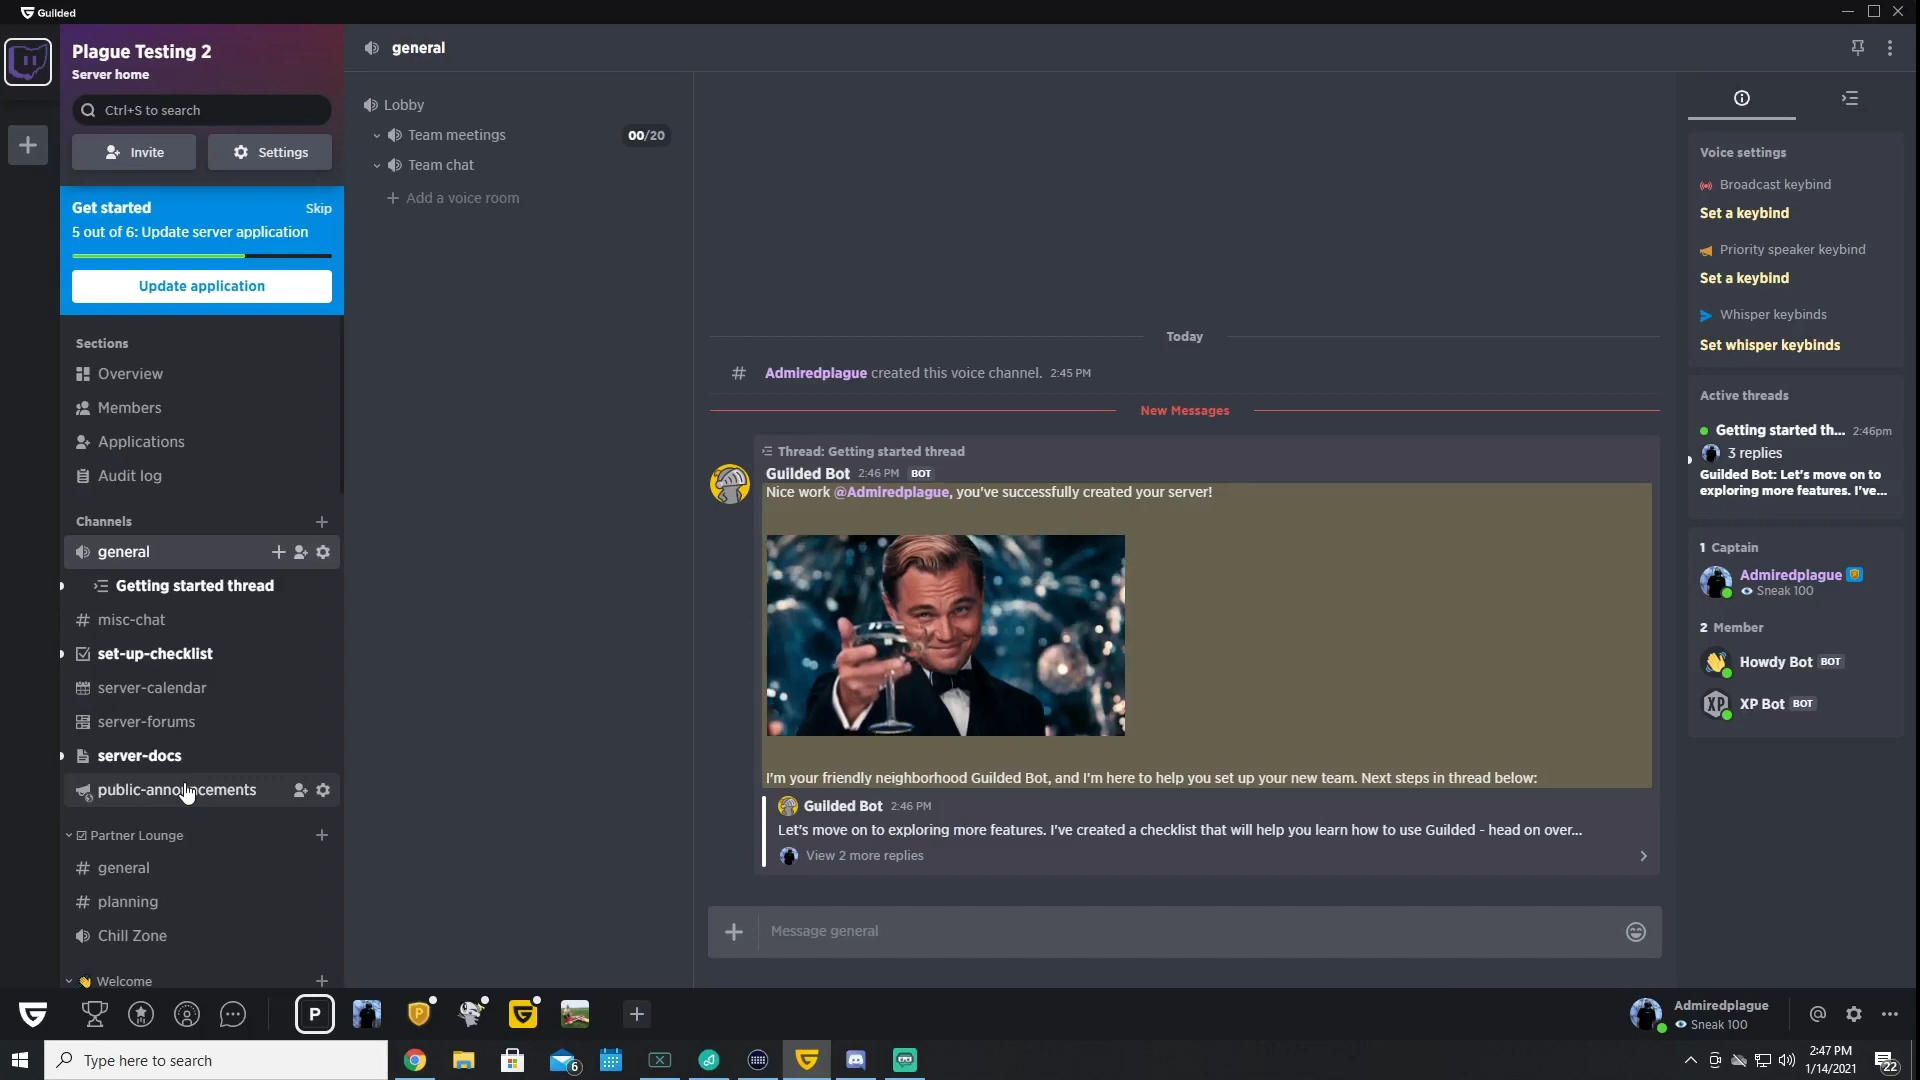 Guilded
Plague Testing 2
Server home
Ctrl+S to search
Invite
Settings
Get started
Skip
5 out of 6: Update server application
Update application
Sections
Overview
Members
Applications
Audit log
Channels
general
Getting started thread
# misc-chat
set-up-checklist
server-calendar
server-forums
server-docs
public-announcements
Partner Lounge
# general
# planning
Chill Zone
👋 Welcome
general
Lobby
Team meetings
00/20
Team chat
+ Add a voice room
Today
# Admiredplague created this voice channel. 2:45 PM
New Messages
Thread: Getting started thread
Guilded Bot 2:46 PM BOT
Nice work @Admiredplague, you've successfully created your server!
I'm your friendly neighborhood Guilded Bot, and I'm here to help you set up your new team. Next steps in thread below:
Guilded Bot 2:46 PM
Let's move on to exploring more features. I've created a checklist that will help you learn how to use Guilded - head on over...
View 2 more replies
Message general
Voice settings
Broadcast keybind
Set a keybind
Priority speaker keybind
Set a keybind
Whisper keybinds
Set whisper keybinds
Active threads
Getting started th... 2:46pm
3 replies
Guilded Bot: Let's move on to
exploring more features. I've...
1 Captain
Admiredplague
Sneak 100
2 Member
Howdy Bot BOT
XP
XP Bot BOT
P
P
Admiredplague
Sneak 100
Type here to search
6
2:47 PM
1/14/2021
22